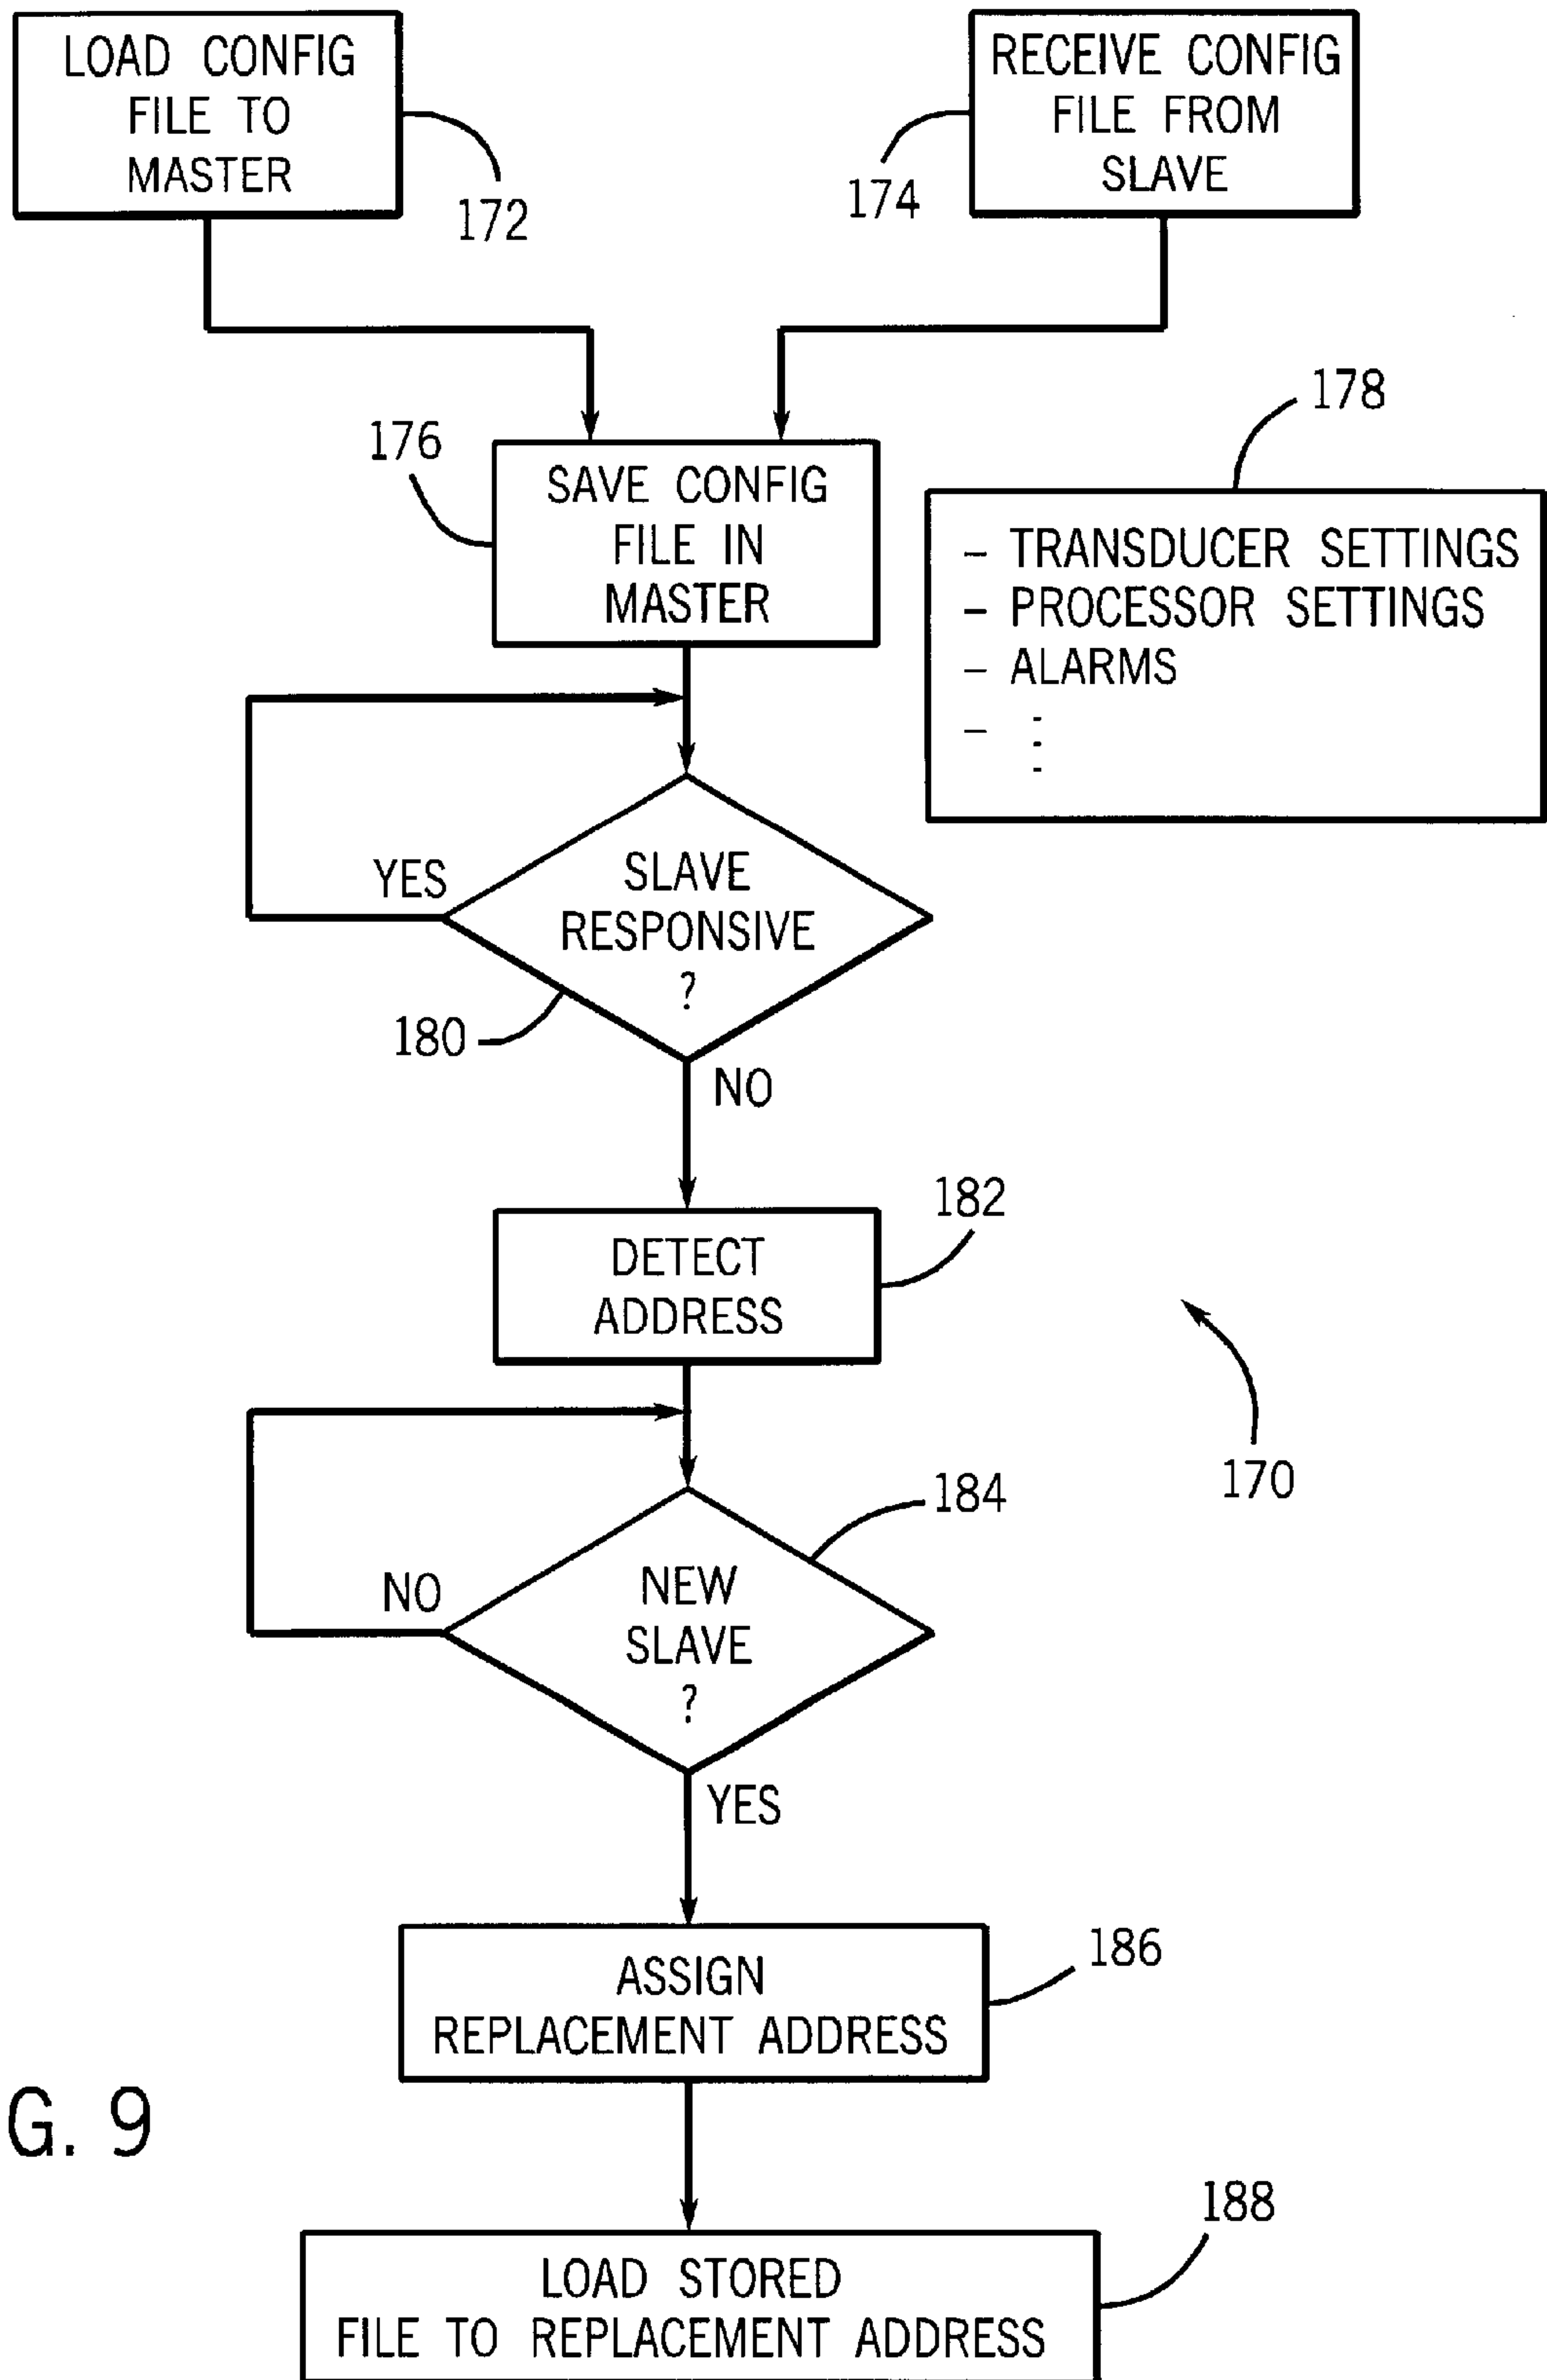 LOAD CONFIG
FILE TO
MASTER
172
RECEIVE CONFIG
FILE FROM
SLAVE
174
176
SAVE CONFIG
FILE IN
MASTER
178
– TRANSDUCER SETTINGS
– PROCESSOR SETTINGS
– ALARMS
– ⋮
YES
SLAVE
RESPONSIVE
?
180
NO
182
DETECT
ADDRESS
170
184
NO
NEW
SLAVE
?
YES
186
ASSIGN
REPLACEMENT ADDRESS
G. 9
188
LOAD STORED
FILE TO REPLACEMENT ADDRESS